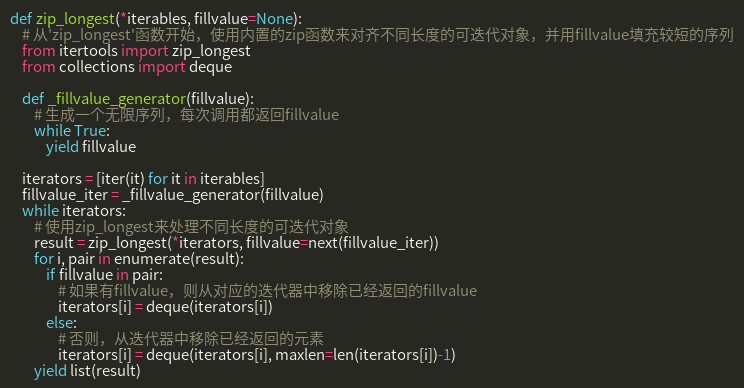 def zip_longest(*iterables, fillvalue=None):
# 从'zip_longest'函数开始，使用内置的zip函数来对齐不同长度的可迭代对象，并用fillvalue填充较短的序列
from itertools import zip_longest
from collections import deque
def _fillvalue_generator(fillvalue):
# 生成一个无限序列，每次调用都返回fillvalue
while True:
yield fillvalue
iterators = [iter(it) for it in iterables]
fillvalue_iter = _fillvalue_generator(fillvalue)
while iterators:
# 使用zip_longest来处理不同长度的可迭代对象
result = zip_longest(*iterators, fillvalue=next(fillvalue_iter))
for i, pair in enumerate(result):
if fillvalue in pair:
# 如果有fillvalue，则从对应的迭代器中移除已经返回的fillvalue
iterators[i] = deque(iterators[i])
else:
# 否则，从迭代器中移除已经返回的元素
iterators[i] = deque(iterators[i], maxlen=len(iterators[i])-1)
yield list(result)